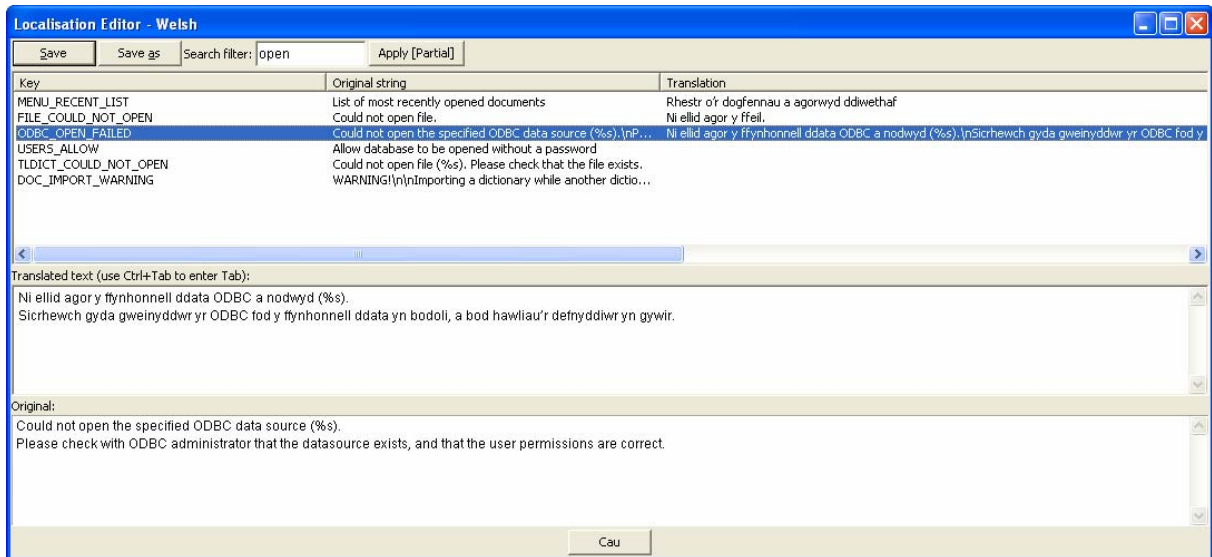 Localisation Editor - Welsh
Save Save as Search filter: open Apply [Partial]
Key Original string Translation
MENU_RECENT_LIST List of most recently opened documents Rhestr o'r dogfennau a agorwyd ddiwethaf
FILE_COULD_NOT_OPEN Could not open file. Ni ellid agor y ffeil.
ODBC_OPEN_FAILED Could not open the specified ODBC data source (%s).\nP... Ni ellid agor y ffynhonnell ddata ODBC a nodwyd (%s).\nSicrhewch gyda gweinyddwr yr ODBC fod y
USERS_ALLOW Allow database to be opened without a password
TLDICT_COULD_NOT_OPEN Could not open file (%s). Please check that the file exists.
DOC_IMPORT_WARNING WARNING!\n\nImporting a dictionary while another dictio...
Translated text (use Ctrl+Tab to enter Tab):
Ni ellid agor y ffynhonnell ddata ODBC a nodwyd (%s).
Sicrhewch gyda gweinyddwr yr ODBC fod y ffynhonnell ddata yn bodoli, a bod hawliau'r defnyddiwr yn gywir.
Original:
Could not open the specified ODBC data source (%s).
Please check with ODBC administrator that the datasource exists, and that the user permissions are correct.
Cau